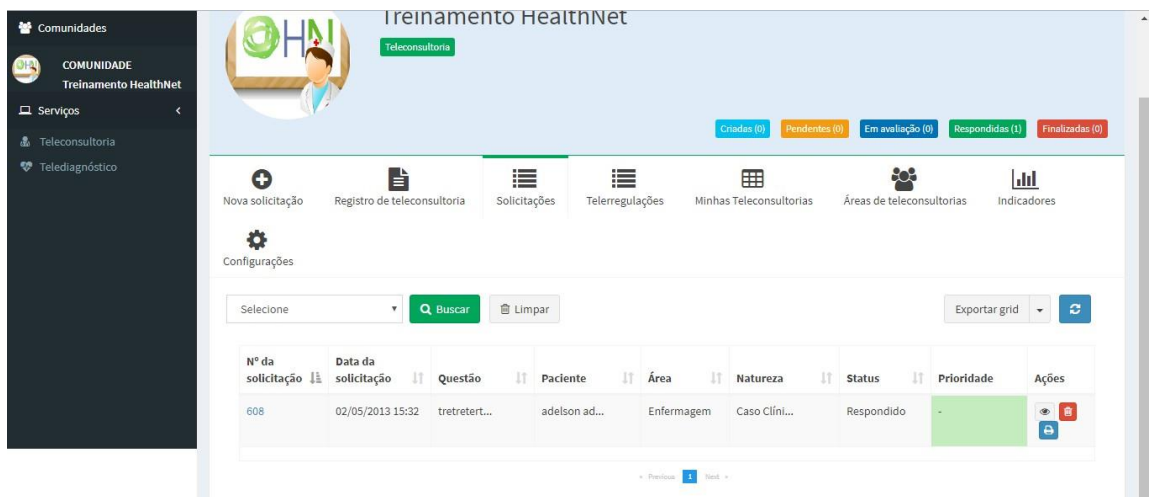 Comunidades
COMUNIDADE
Treinamento HealthNet
Serviços
Teleconsultoria
Telediagnóstico
OHN
Treinamento HealthNet
Teleconsultoria
Criadas (0) Pendentes (0) Em avaliação (0) Respondidas (1) Finalizadas (0)
Nova solicitação Registro de teleconsultoria Solicitações Telerregulações Minhas Teleconsultorias Áreas de teleconsultorias Indicadores
Configurações
Selecione Buscar Limpar Exportar grid
Nº da solicitação Data da solicitação Questão Paciente Área Natureza Status Prioridade Ações
608 02/05/2013 15:32 tretretert... adelson ad... Enfermagem Caso Clíni... Respondido -
« Previous 1 Next »